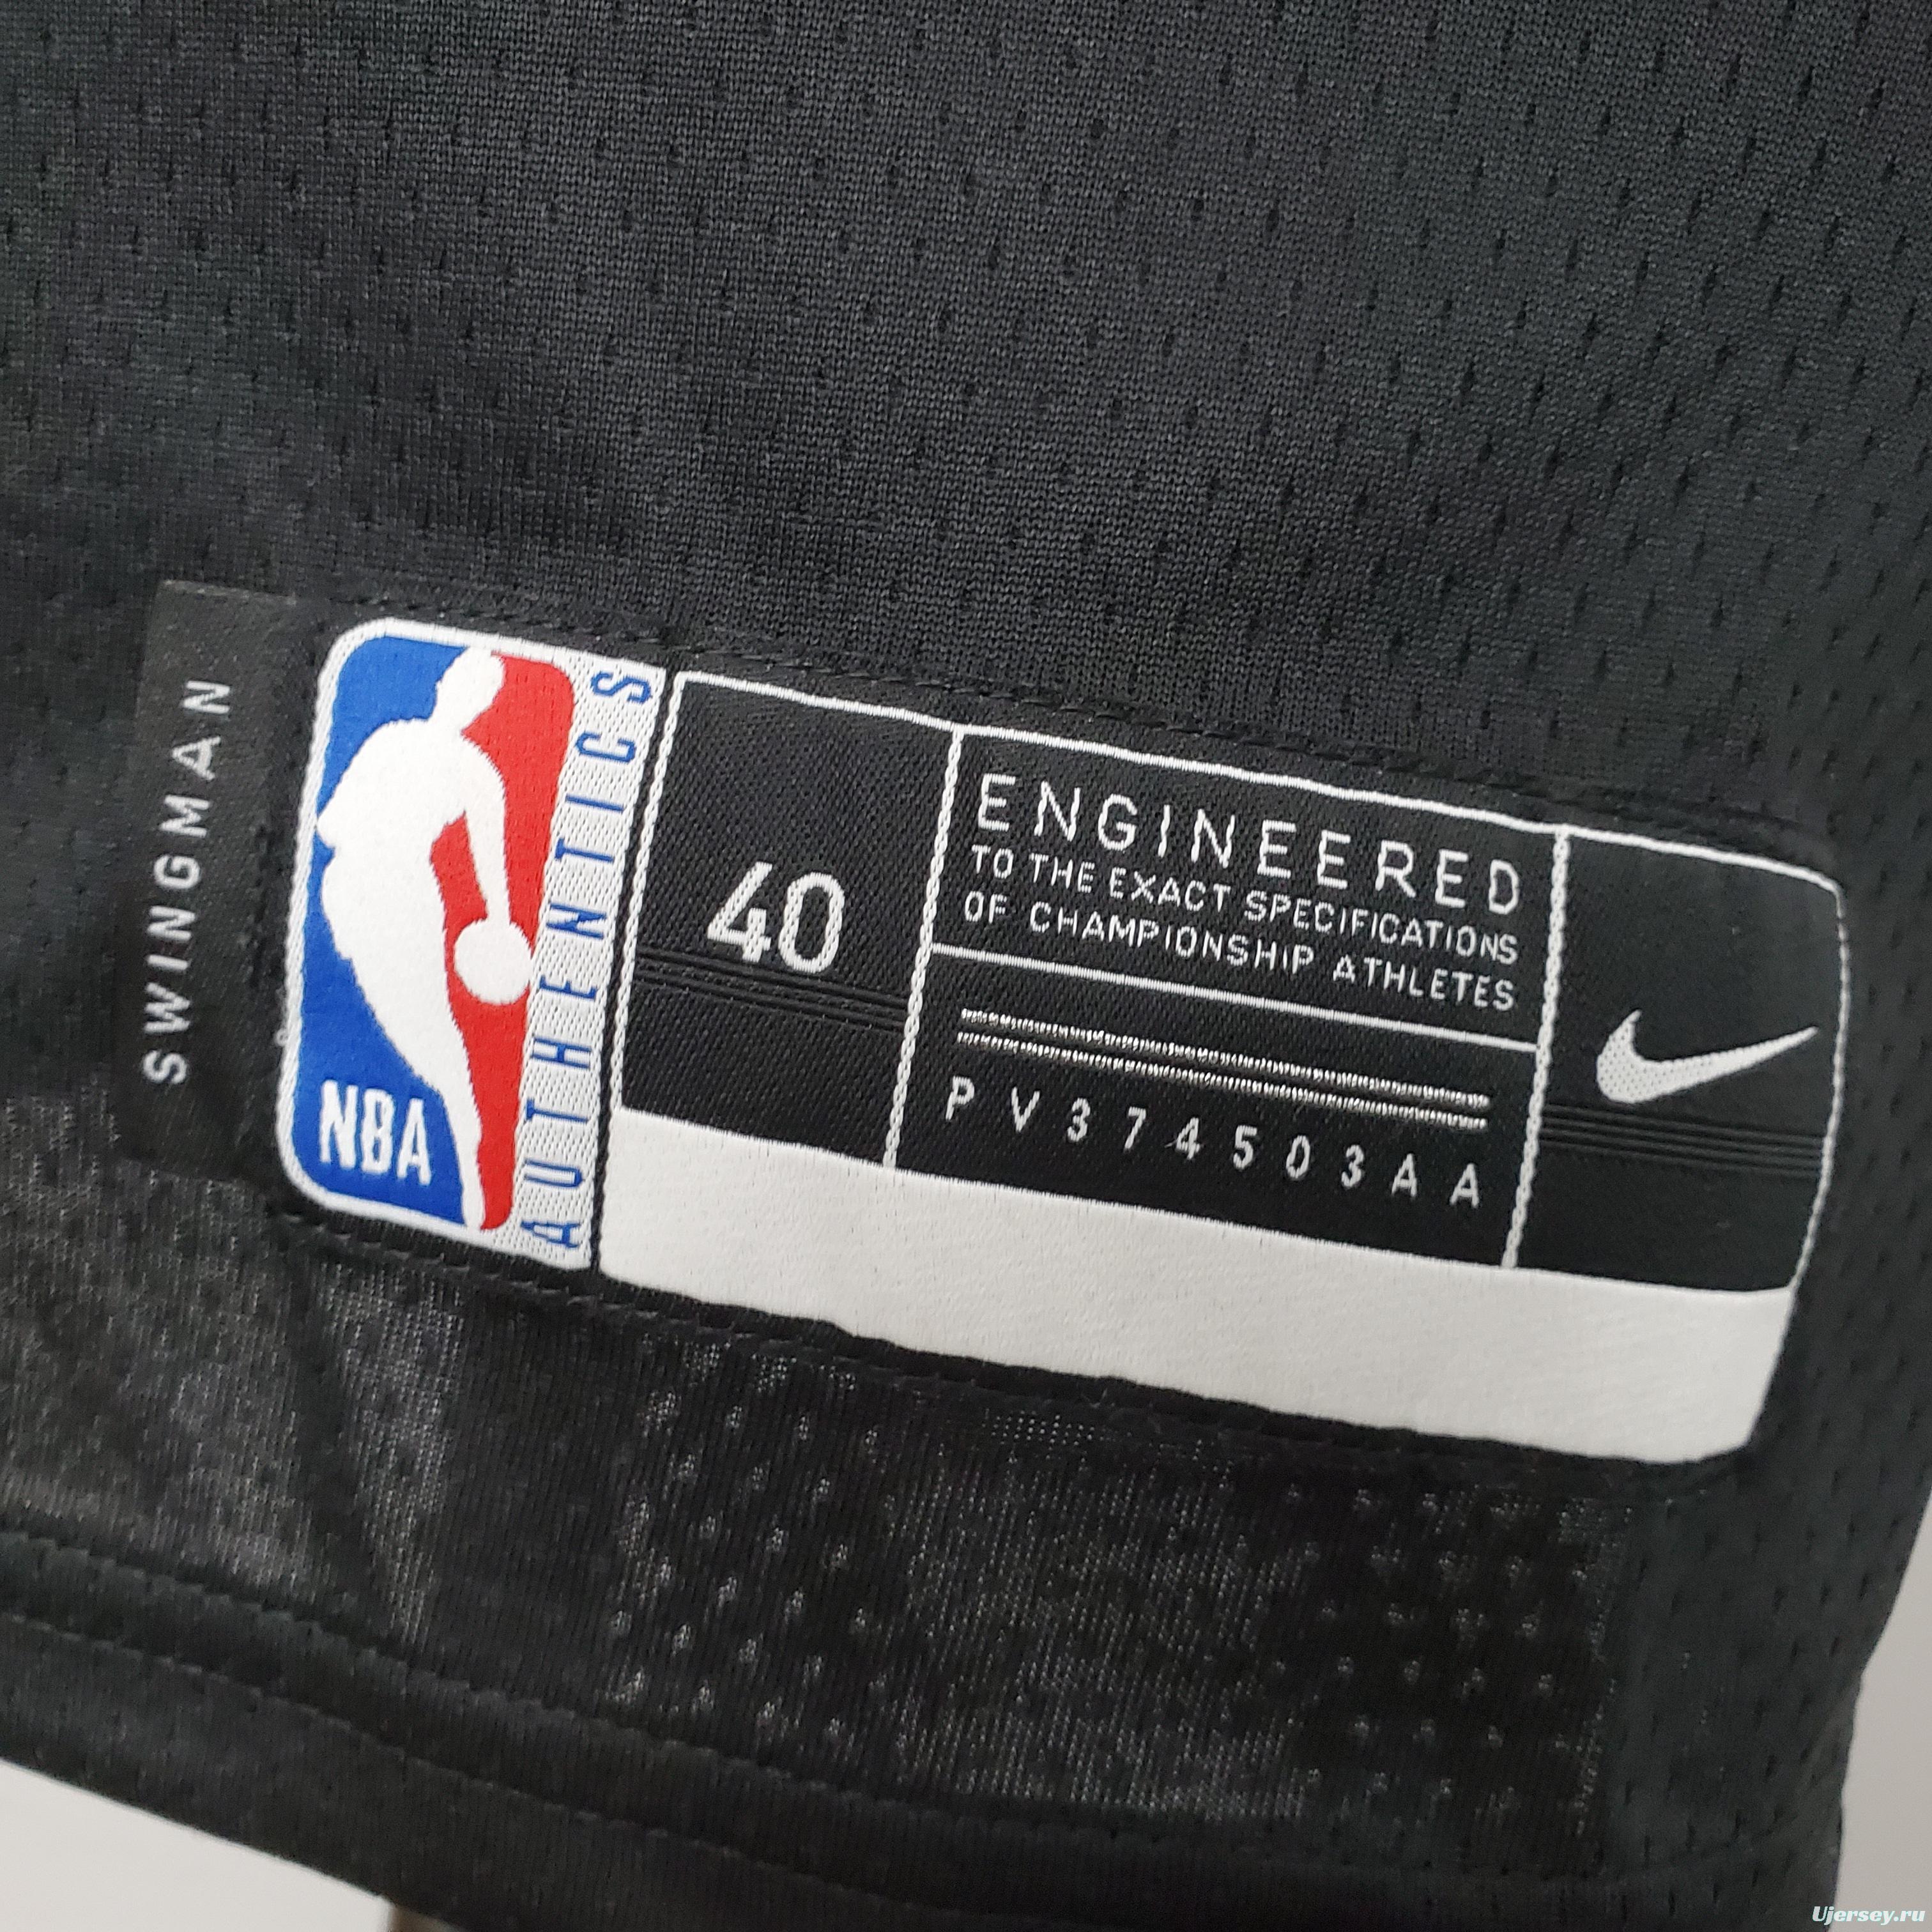 SWINGMAN
NBA
AUTHENTICS
40
ENGINEERED
TO THE EXACT SPECIFICATIONS
OF CHAMPIONSHIP ATHLETES
PV374503AA
Ujersey.ru